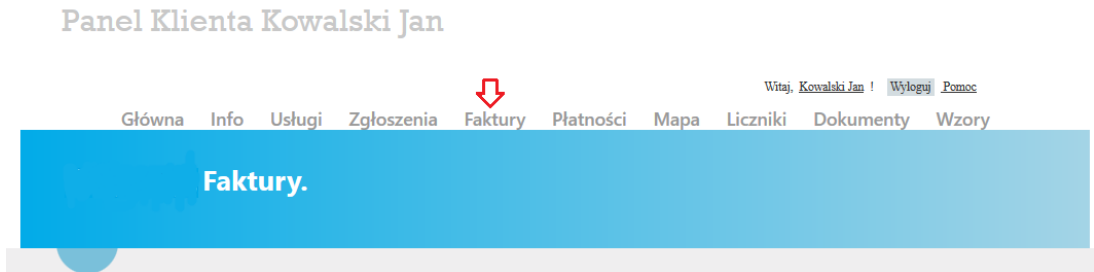 Panel Klienta Kowalski Jan
Witaj, Kowalski Jan ! Wyloguj Pomoc
Główna Info Usługi Zgłoszenia Faktury Płatności Mapa Liczniki Dokumenty Wzory
Faktury.